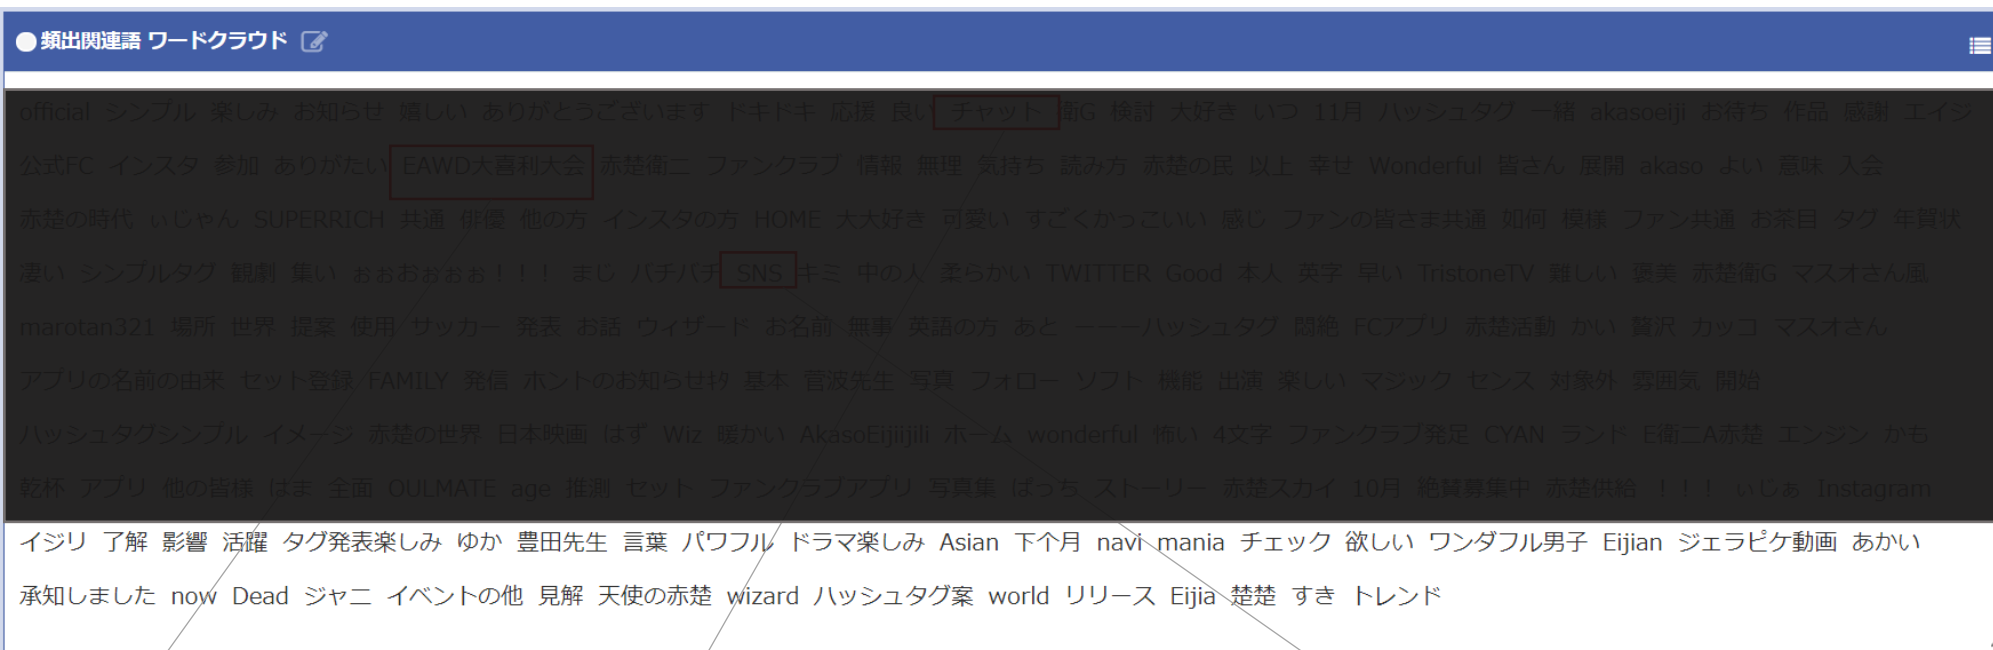 頻出関連語 ワードクラウド
official シンプル 楽しみ お知らせ 嬉しい ありがとうございます ドキドキ 応援 良い チャット 衛G 検討 大好き いつ 11月 ハッシュタグ 一緒 akasoeiji お待ち 作品 感謝 エイジ
公式FC インスタ 参加 ありがたい EAWD大喜利大会 赤楚衛二 ファンクラブ 情報 無理 気持ち 読み方 赤楚の民 以上 幸せ Wonderful 皆さん 展開 akaso よい 意味 入会
赤楚の時代 ぃじゃん SUPERRICH 共通 俳優 他の方 インスタの方 HOME 大大好き 可愛い すごくかっこいい 感じ ファンの皆さま共通 如何 模様 ファン共通 お茶目 タグ 年賀状
凄い シンプルタグ 観劇 集い ぉぉおぉぉぉ！！！ まじ バチバチ SNS キミ 中の人 柔らかい TWITTER Good 本人 英字 早い TristoneTV 難しい 褒美 赤楚衛G マスオさん風
marotan321 場所 世界 提案 使用 サッカー 発表 お話 ウィザード お名前 無事 英語の方 あと ーーーハッシュタグ 悶絶 FCアプリ 赤楚活動 かい 贅沢 カッコ マスオさん
アプリの名前の由来 セット登録 FAMILY 発信 ホントのお知らせｷﾀ 基本 菅波先生 写真 フォロー ソフト 機能 出演 楽しい マジック センス 対象外 雰囲気 開始
ハッシュタグシンプル イメージ 赤楚の世界 日本映画 はず Wiz 暖かい AkasoEijiijili ホーム wonderful 怖い 4文字 ファンクラブ発足 CYAN ランド E衛二A赤楚 エンジン かも
乾杯 アプリ 他の皆様 はま 全面 OULMATE age 推測 セット ファンクラブアプリ 写真集 ぱっち ストーリー 赤楚スカイ 10月 絶賛募集中 赤楚供給 ！！！ ぃじぁ Instagram
イジリ 了解 影響 活躍 タグ発表楽しみ ゆか 豊田先生 言葉 パワフル ドラマ楽しみ Asian 下个月 navi mania チェック 欲しい ワンダフル男子 Eijian ジェラピケ動画 あかい
承知しました now Dead ジャニ イベントの他 見解 天使の赤楚 wizard ハッシュタグ案 world リリース Eijia 楚楚 すき トレンド